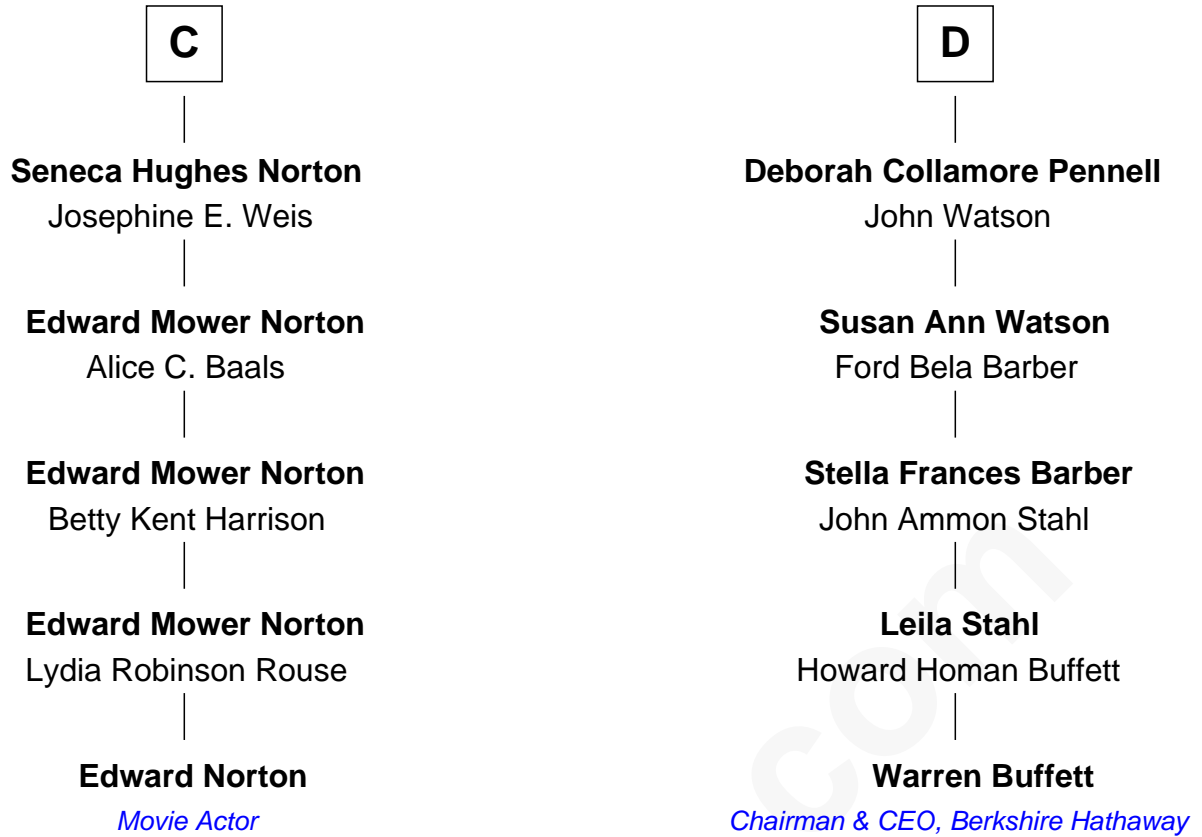 C
Seneca Hughes Norton
Josephine E. Weis
Edward Mower Norton
Alice C. Baals
Edward Mower Norton
Betty Kent Harrison
Edward Mower Norton
Lydia Robinson Rouse
Edward Norton
Movie Actor
D
Deborah Collamore Pennell
John Watson
Susan Ann Watson
Ford Bela Barber
Stella Frances Barber
John Ammon Stahl
Leila Stahl
Howard Homan Buffett
Warren Buffett
Chairman & CEO, Berkshire Hathaway
com